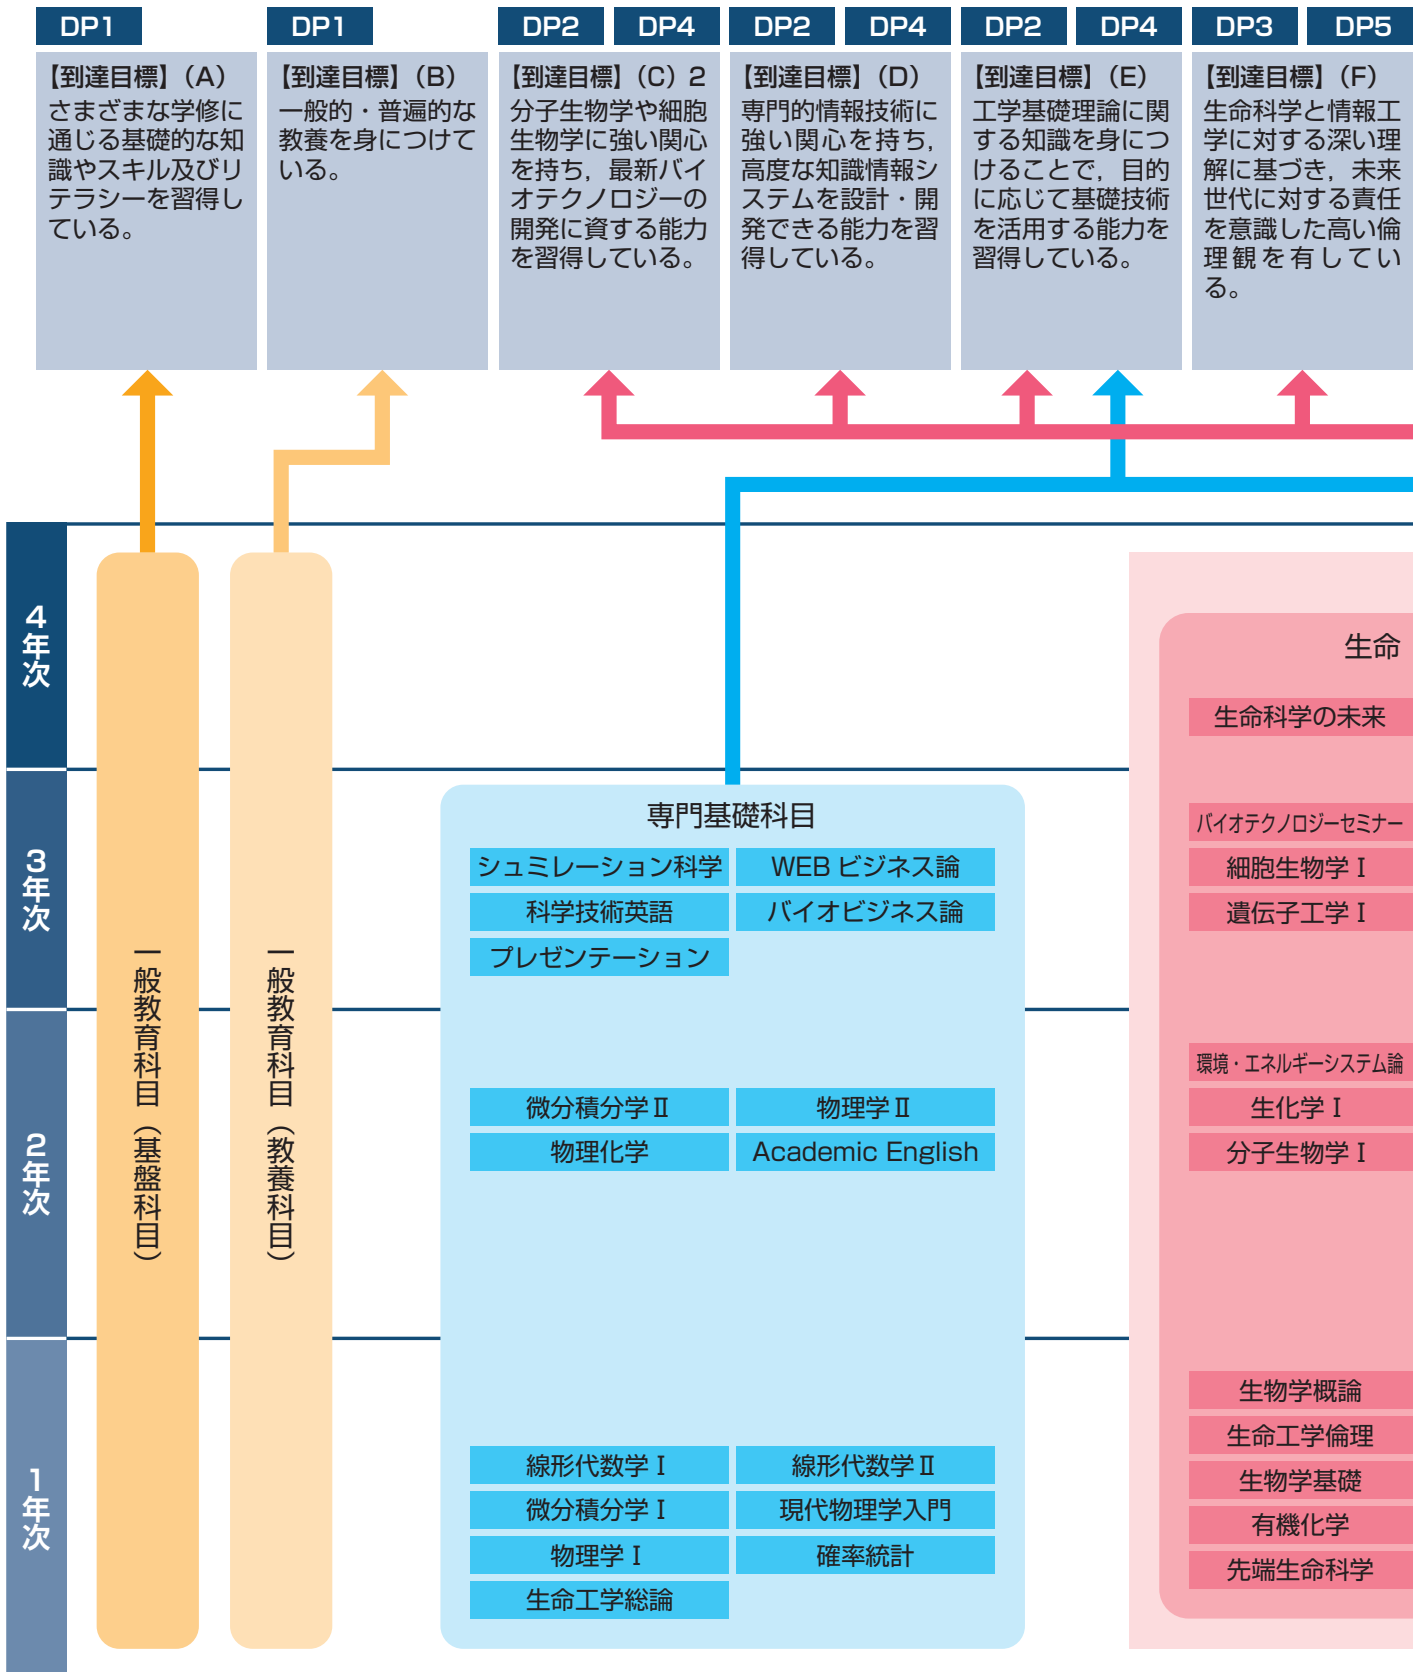 DP1
DP1
DP2
DP4
DP2
DP4
DP2
DP4
DP3
DP5
【到達目標】(A)
さまざまな学修に
通じる基礎的な知
識やスキル及びリ
テラシーを習得し
ている。
【到達目標】(B)
一般的・普遍的な
教養を身につけて
いる。
【到達目標】(C) 2
分子生物学や細胞
生物学に強い関心
を持ち，最新バイ
オテクノロジーの
開発に資する能力
を習得している。
【到達目標】(D)
専門的情報技術に
強い関心を持ち，
高度な知識情報シ
ステムを設計・開
発できる能力を習
得している。
【到達目標】(E)
工学基礎理論に関
する知識を身につ
けることで，目的
に応じて基礎技術
を活用する能力を
習得している。
【到達目標】(F)
生命科学と情報工
学に対する深い理
解に基づき，未来
世代に対する責任
を意識した高い倫
理観を有してい
る。
4年次
3年次
2年次
1年次
一般教育科目（基盤科目）
一般教育科目（教養科目）
専門基礎科目
シュミレーション科学
WEB ビジネス論
科学技術英語
バイオビジネス論
プレゼンテーション
微分積分学Ⅱ
物理学Ⅱ
物理化学
Academic English
線形代数学Ⅰ
線形代数学Ⅱ
微分積分学Ⅰ
現代物理学入門
物理学Ⅰ
確率統計
生命工学総論
生命
生命科学の未来
バイオテクノロジーセミナー
細胞生物学Ⅰ
遺伝子工学Ⅰ
環境・エネルギーシステム論
生化学Ⅰ
分子生物学Ⅰ
生物学概論
生命工学倫理
生物学基礎
有機化学
先端生命科学